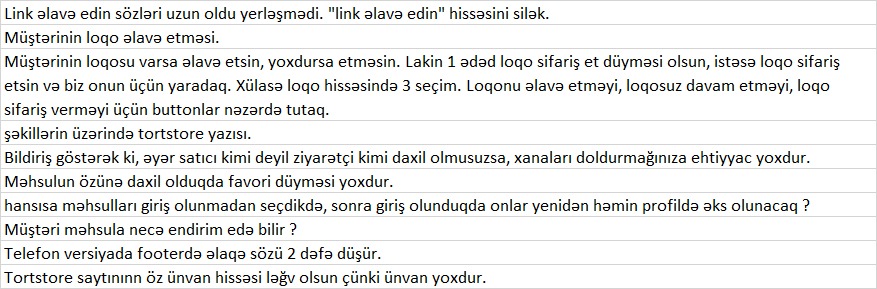 Link əlavə edin sözləri uzun oldu yerləşmədi. "link əlavə edin" hissəsini silək.
Müştərinin loqo əlavə etməsi.
Müştərinin loqosu varsa əlavə etsin, yoxdursa etməsin. Lakin 1 ədəd loqo sifariş et düyməsi olsun, istəsə loqo sifariş
etsin və biz onun üçün yaradaq. Xülasə loqo hissəsində 3 seçim. Loqonu əlavə etməyi, loqosuz davam etməyi, loqo
sifariş verməyi üçün buttonlar nəzərdə tutaq.
şəkillərin üzərində tortstore yazısı.
Bildiriş göstərək ki, əyər satıcı kimi deyil ziyarətçi kimi daxil olmusuzsa, xanaları doldurmağınıza ehtiyyac yoxdur.
Məhsulun özünə daxil olduqda favori düyməsi yoxdur.
hansısa məhsulları giriş olunmadan seçdikdə, sonra giriş olunduqda onlar yenidən həmin profildə əks olunacaq ?
Müştəri məhsula necə endirim edə bilir ?
Telefon versiyada footerdə əlaqə sözü 2 dəfə düşür.
Tortstore saytınınn öz ünvan hissəsi ləğv olsun çünki ünvan yoxdur.